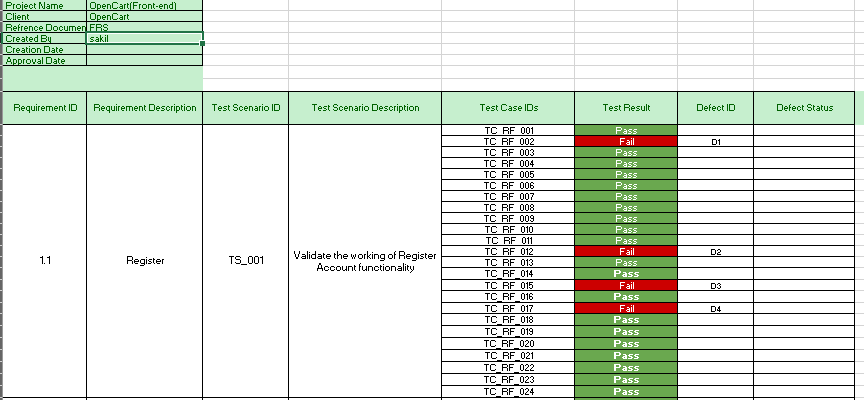 Project Name OpenCart(Front-end)
Client OpenCart
Refrence Documen FRS
Created By sakil
Creation Date
Approval Date
Requirement ID Requirement Description Test Scenario ID Test Scenario Description Test Case IDs Test Result Defect ID Defect Status
1.1 Register TS_001 Validate the working of Register
Account functionality
TC_RF_001 Pass
TC_RF_002 Fail D1
TC_RF_003 Pass
TC_RF_004 Pass
TC_RF_005 Pass
TC_RF_006 Pass
TC_RF_007 Pass
TC_RF_008 Pass
TC_RF_009 Pass
TC_RF_010 Pass
TC_RF_011 Pass
TC_RF_012 Fail D2
TC_RF_013 Pass
TC_RF_014 Pass
TC_RF_015 Fail D3
TC_RF_016 Pass
TC_RF_017 Fail D4
TC_RF_018 Pass
TC_RF_019 Pass
TC_RF_020 Pass
TC_RF_021 Pass
TC_RF_022 Pass
TC_RF_023 Pass
TC_RF_024 Pass